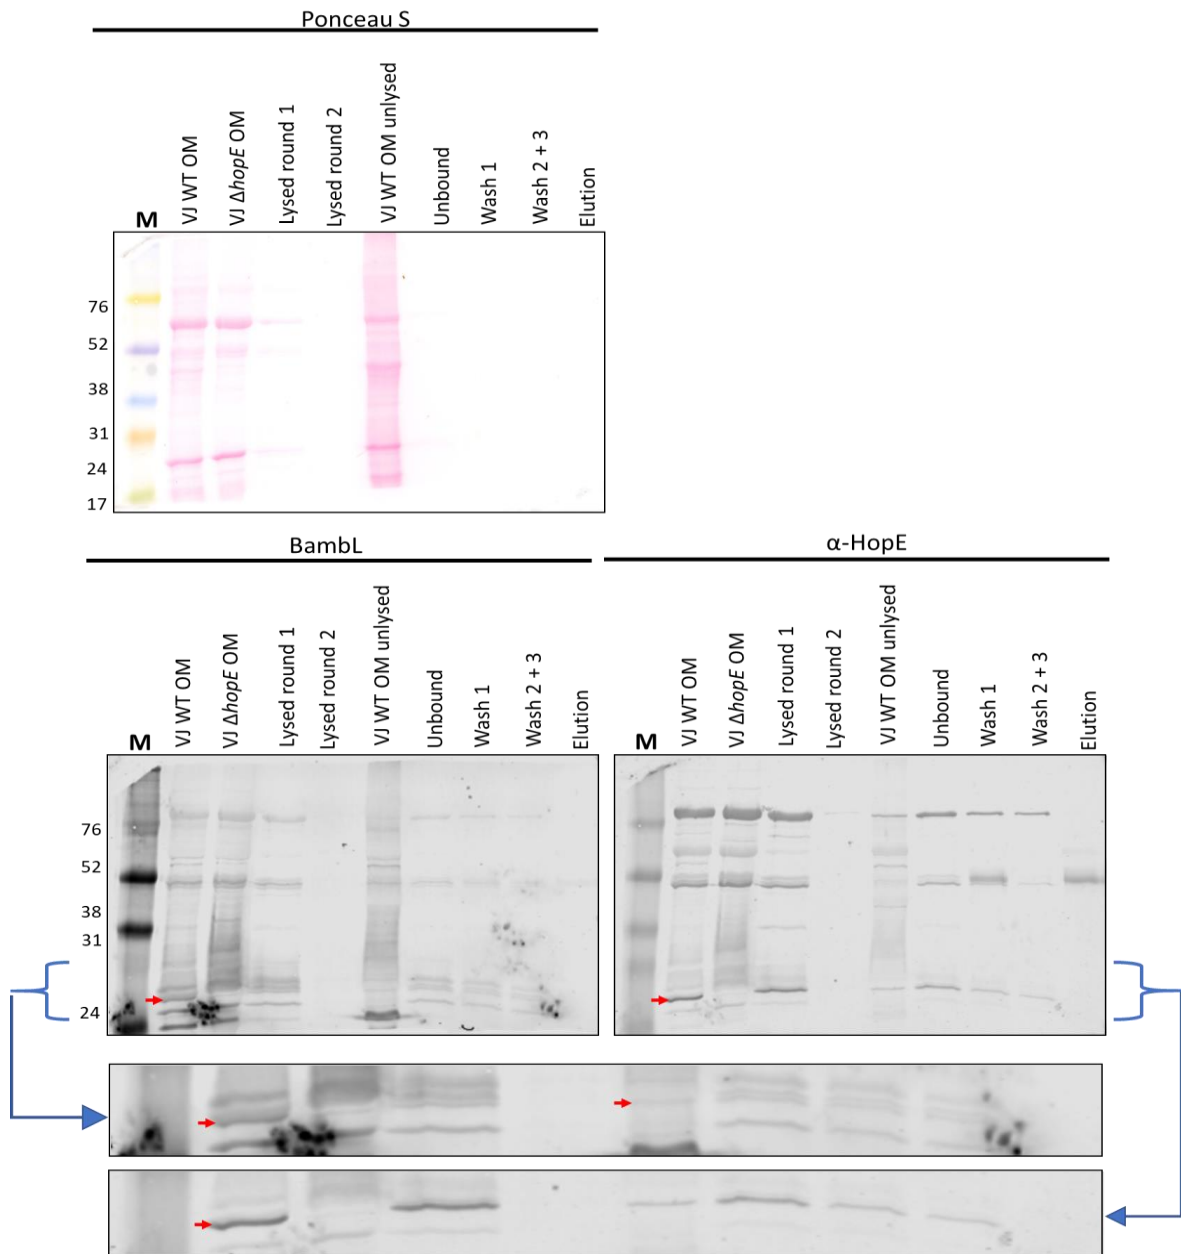 Ponceau S
M
VJ WT OM
VJ ΔhopE OM
Lysed round 1
Lysed round 2
VJ WT OM unlysed
Unbound
Wash 1
Wash 2 + 3
Elution
76
52
38
31
24
17
BambL
α-HopE
M
VJ WT OM
VJ ΔhopE OM
Lysed round 1
Lysed round 2
VJ WT OM unlysed
Unbound
Wash 1
Wash 2 + 3
Elution
M
VJ WT OM
VJ ΔhopE OM
Lysed round 1
Lysed round 2
VJ WT OM unlysed
Unbound
Wash 1
Wash 2 + 3
Elution
76
52
38
31
24